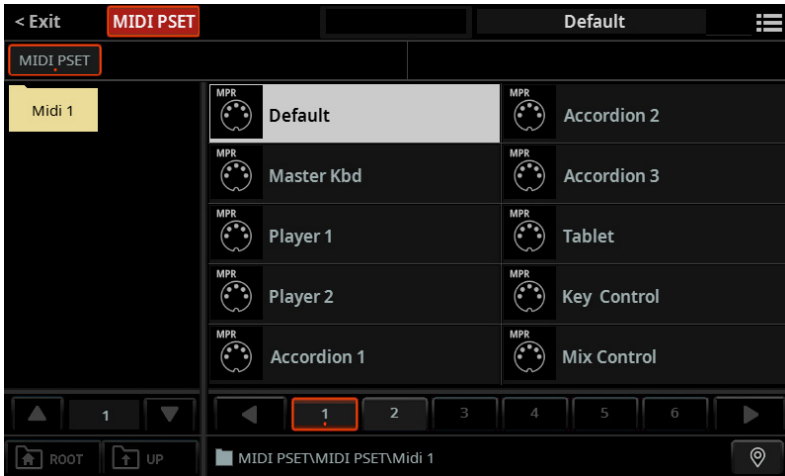 < Exit MIDI PSET Default
MIDI PSET
Midi 1
MPR Default
MPR Accordion 2
MPR Master Kbd
MPR Accordion 3
MPR Player 1
MPR Tablet
MPR Player 2
MPR Key Control
MPR Accordion 1
MPR Mix Control
1 1 2 3 4 5 6
ROOT UP MIDI PSET\MIDI PSET\Midi 1